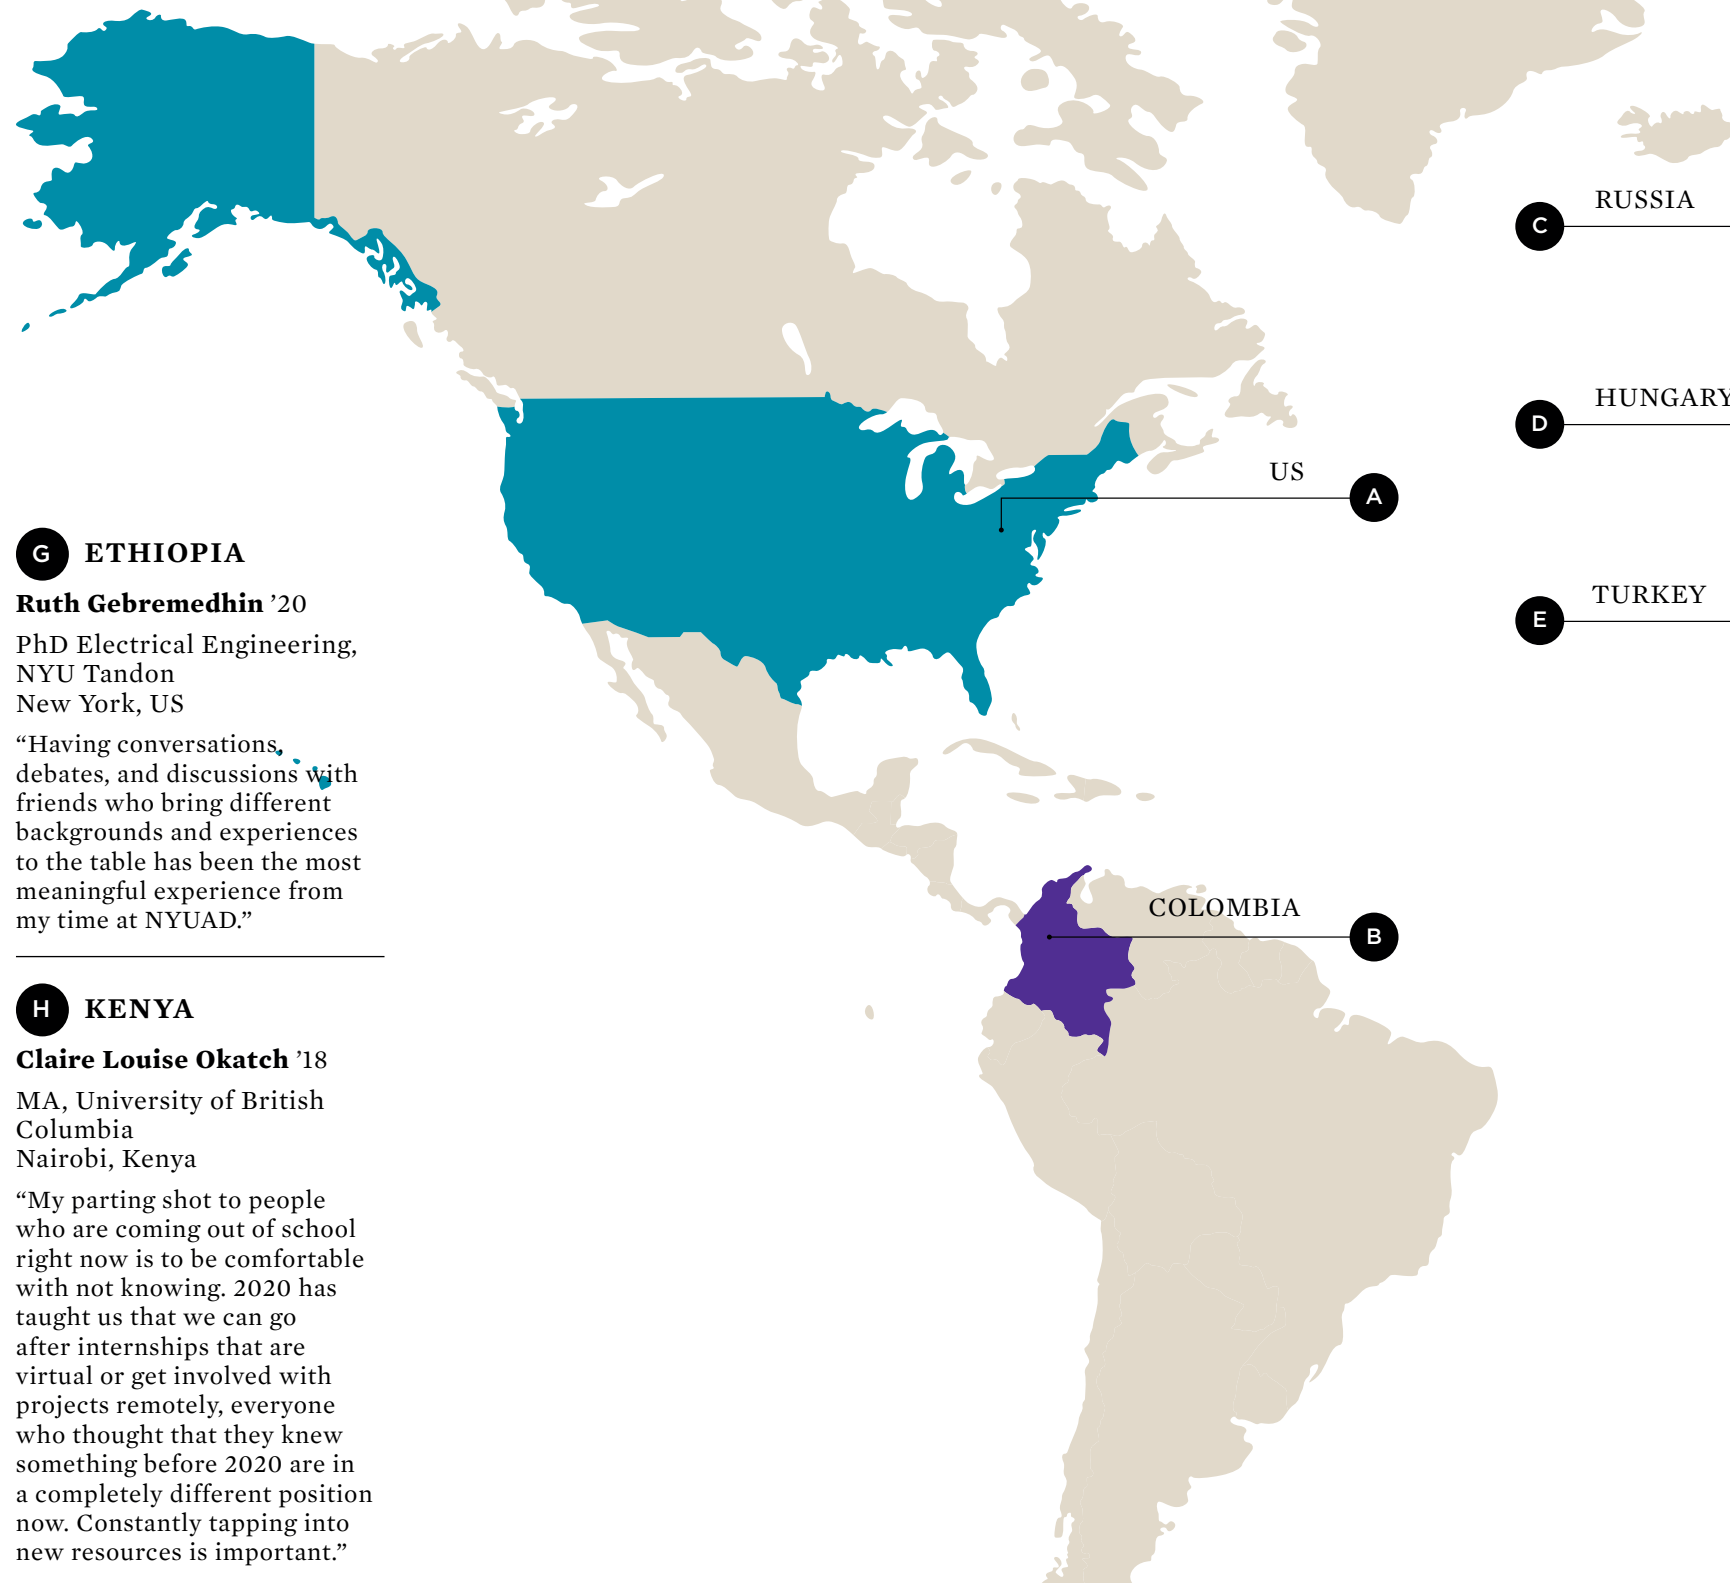 C RUSSIA
D HUNGARY
US A
E TURKEY
G ETHIOPIA
Ruth Gebremedhin ’20
PhD Electrical Engineering,
NYU Tandon
New York, US
“Having conversations,
debates, and discussions with
friends who bring different
backgrounds and experiences
to the table has been the most
meaningful experience from
my time at NYUAD.”
COLOMBIA B
H KENYA
Claire Louise Okatch ’18
MA, University of British
Columbia
Nairobi, Kenya
“My parting shot to people
who are coming out of school
right now is to be comfortable
with not knowing. 2020 has
taught us that we can go
after internships that are
virtual or get involved with
projects remotely, everyone
who thought that they knew
something before 2020 are in
a completely different position
now. Constantly tapping into
new resources is important.”